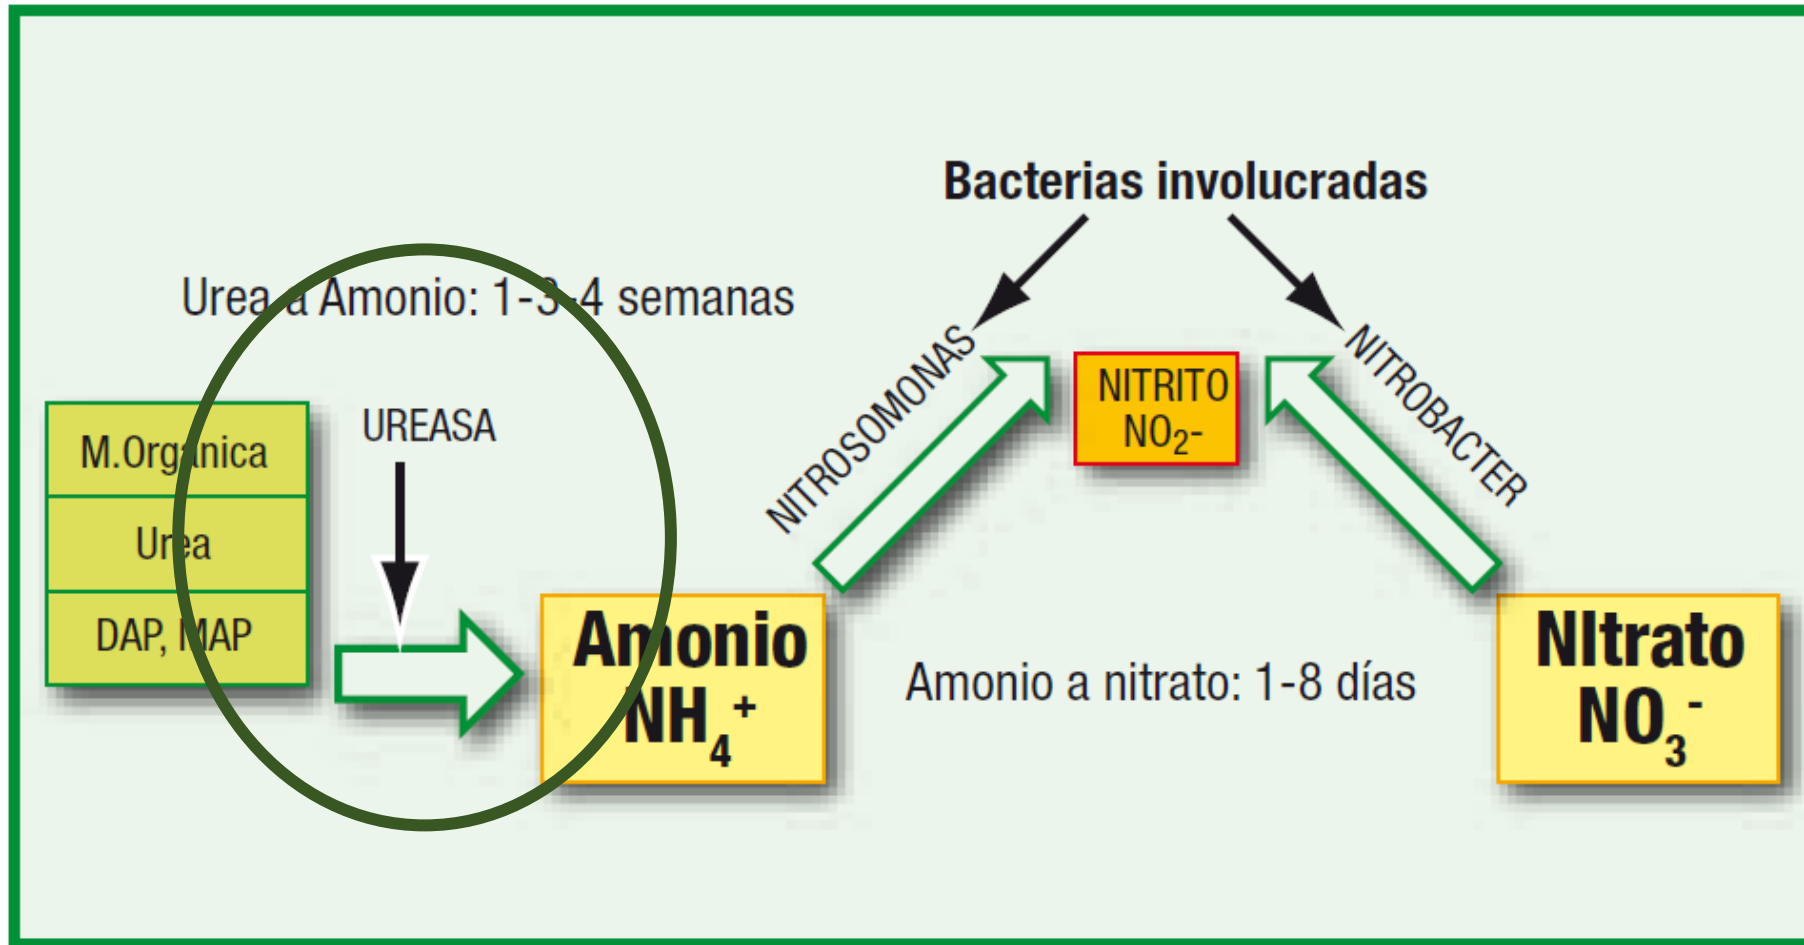 Bacterias involucradas
Urea a Amonio: 1-3-4 semanas
NITROSOMONAS
NITRITO
NO₂-
NITROBACTER
M.Organica
Urea
DAP, MAP
UREASA
Amonio
NH₄⁺
Amonio a nitrato: 1-8 días
NItrato
NO₃⁻